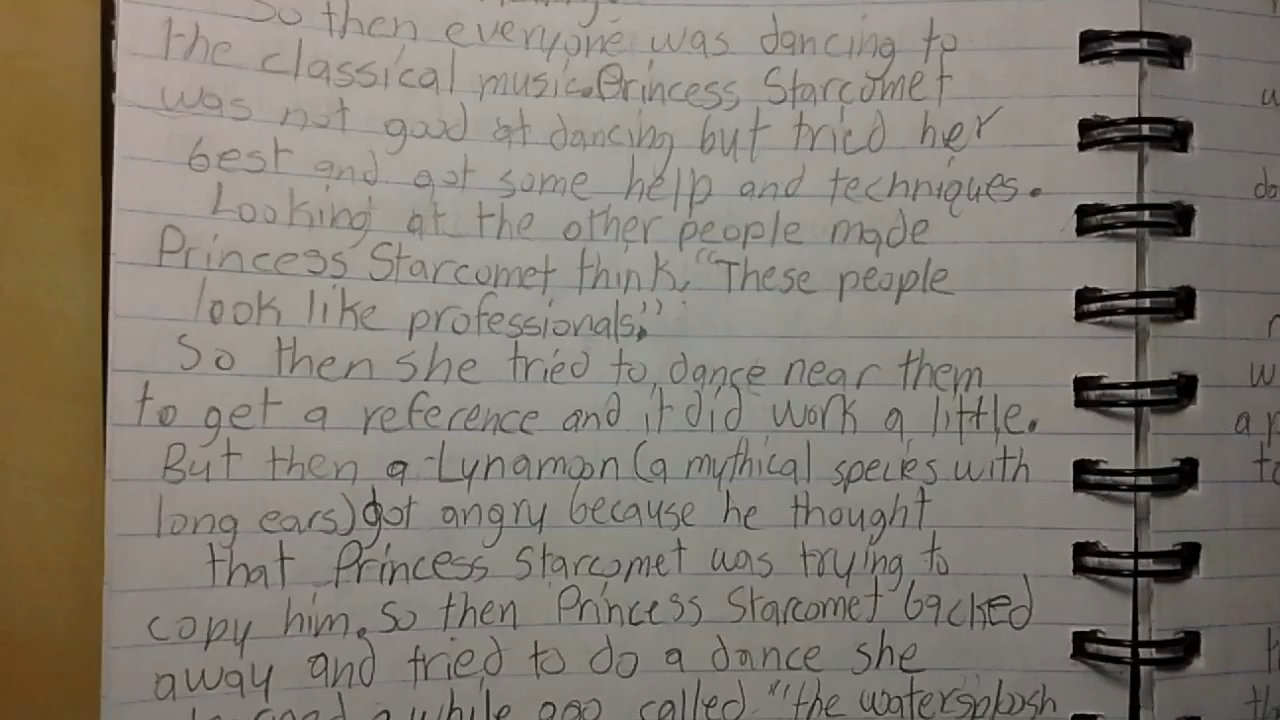 So then everyone was dancing to
the classical music. Princess Starcomet
was not good at dancing but tried her
best and got some help and techniques.
Looking at the other people made
Princess Starcomet think, "These people
look like professionals,"
So then she tried to dance near them
to get a reference and it did work a little.
But then a Lynamoon (a mythical species with
long ears) got angry because he thought
that Princess Starcomet was trying to
copy him. So then Princess Starcomet backed
away and tried to do a dance she
a while ago called "the watersplash